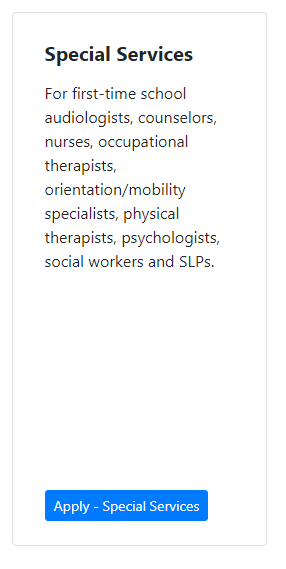 Special Services
For first-time school
audiologists, counselors,
nurses, occupational
therapists,
orientation/mobility
specialists, physical
therapists, psychologists,
social workers and SLPs.
Apply - Special Services